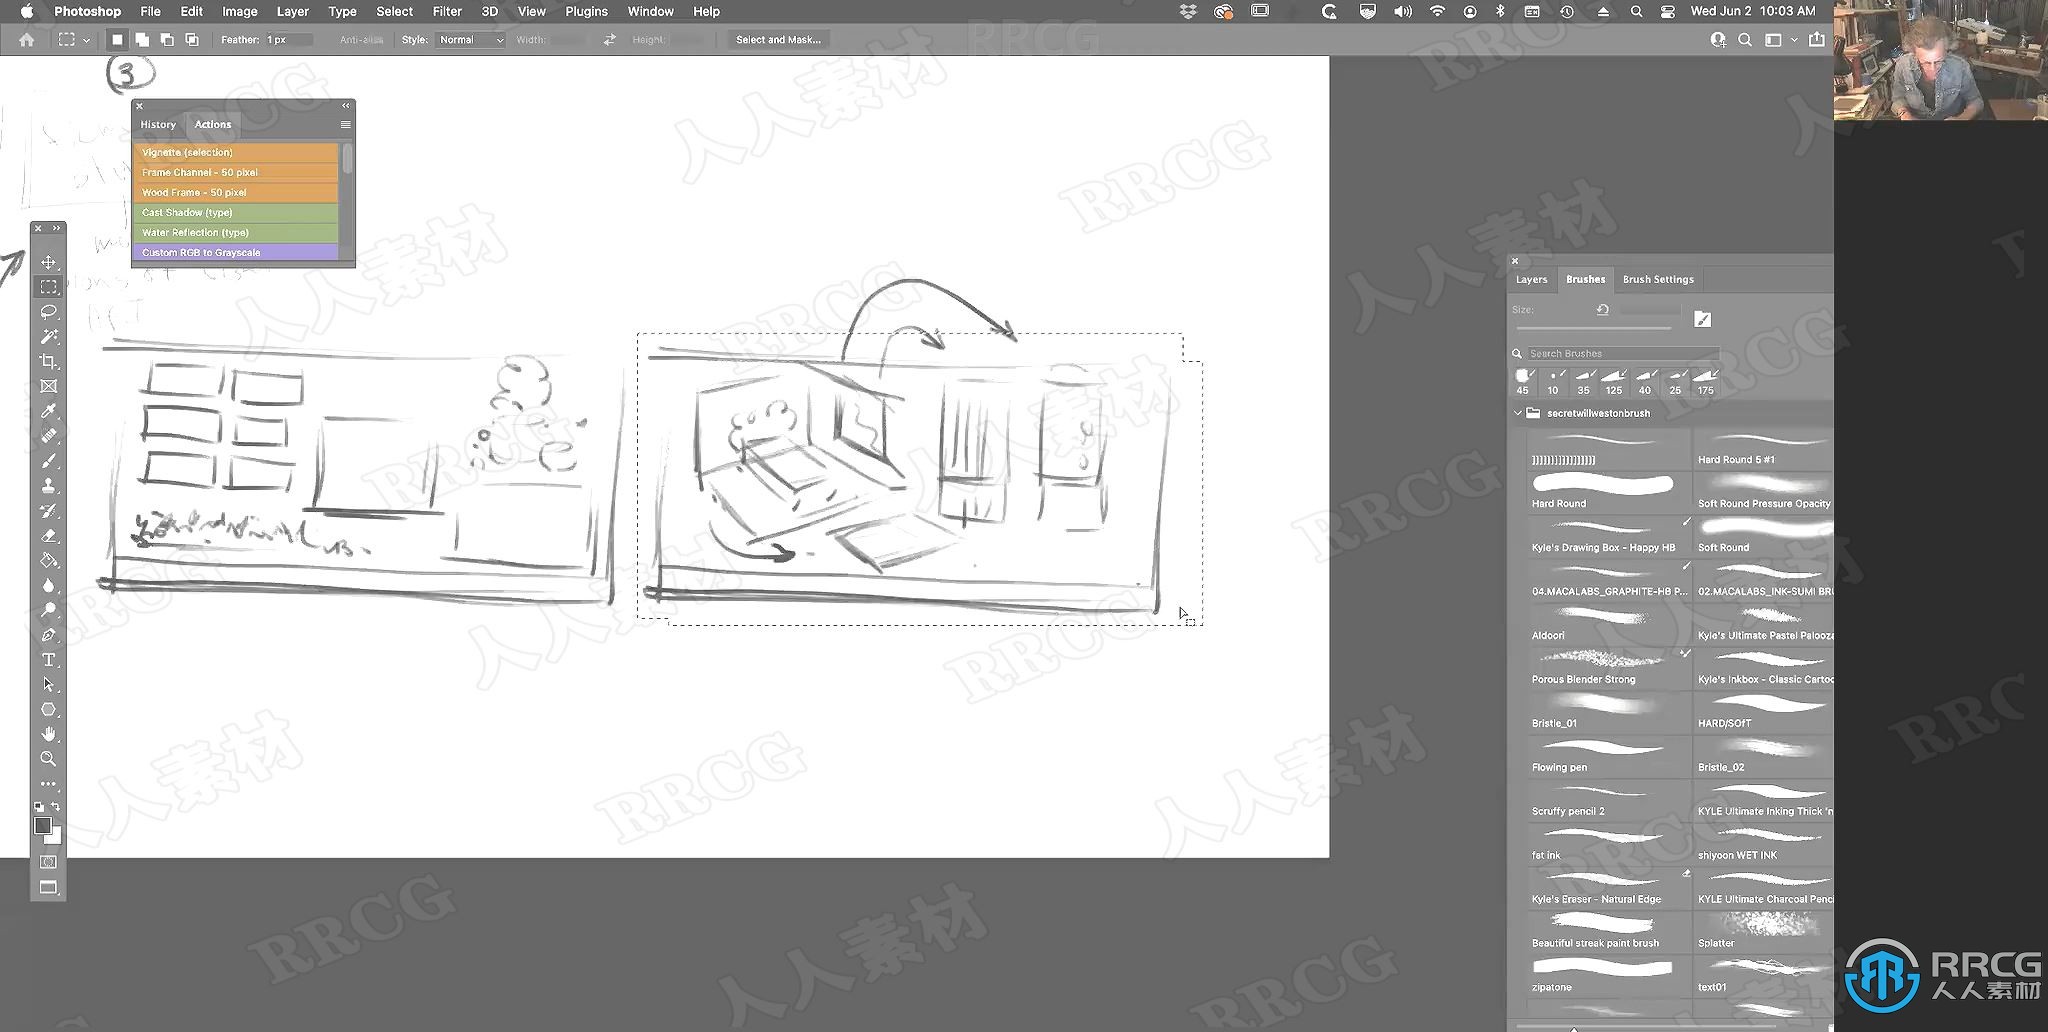 Photoshop File Edit Image Layer Type Select Filter 3D View Plugins Window Help Wed Jun 2 10:03 AM
Feather: 1 px Anti-alias Style: Normal Width: Height: Select and Mask...
3
History Actions
Vignette (selection)
Frame Channel - 50 pixel
Wood Frame - 50 pixel
Cast Shadow (type)
Water Reflection (type)
Custom RGB to Grayscale
Layers Brushes Brush Settings
Size:
Search Brushes
45 10 35 125 40 25 175
secretwillwestonbrush
]]]]]]]]]]]]]]]]] Hard Round 5 #1
Hard Round Soft Round Pressure Opacity
Kyle's Drawing Box - Happy HB Soft Round
04.MACALABS_GRAPHITE-HB P... 02.MACALABS_INK-SUMI BRU
Aldoori Kyle's Ultimate Pastel Palooza
Porous Blender Strong Kyle's Inkbox - Classic Cartoo
Bristle_01 HARD/SOfT
Flowing pen Bristle_02
Scruffy pencil 2 KYLE Ultimate Inking Thick 'n
fat ink shiyoon WET INK
Kyle's Eraser - Natural Edge KYLE Ultimate Charcoal Penci
Beautiful streak paint brush Splatter
zipatone text01
RRCG
人人素材